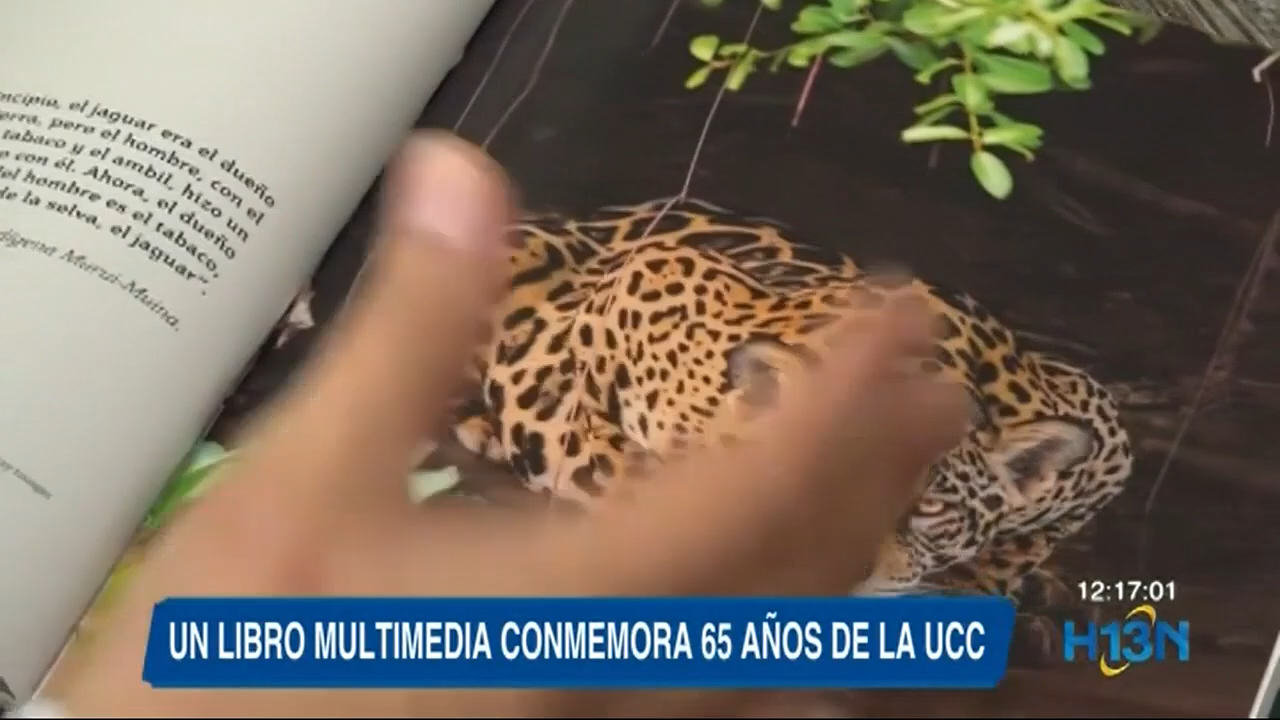 ncipio, el jaguar era el dueño
erra, pero el hombre, con el
tabaco y el ambil, hizo un
e con él. Ahora, el dueño
del hombre es el tabaco,
de la selva, el jaguar".
dígena Murui-Muina.
12:17:01
UN LIBRO MULTIMEDIA CONMEMORA 65 AÑOS DE LA UCC
H13N